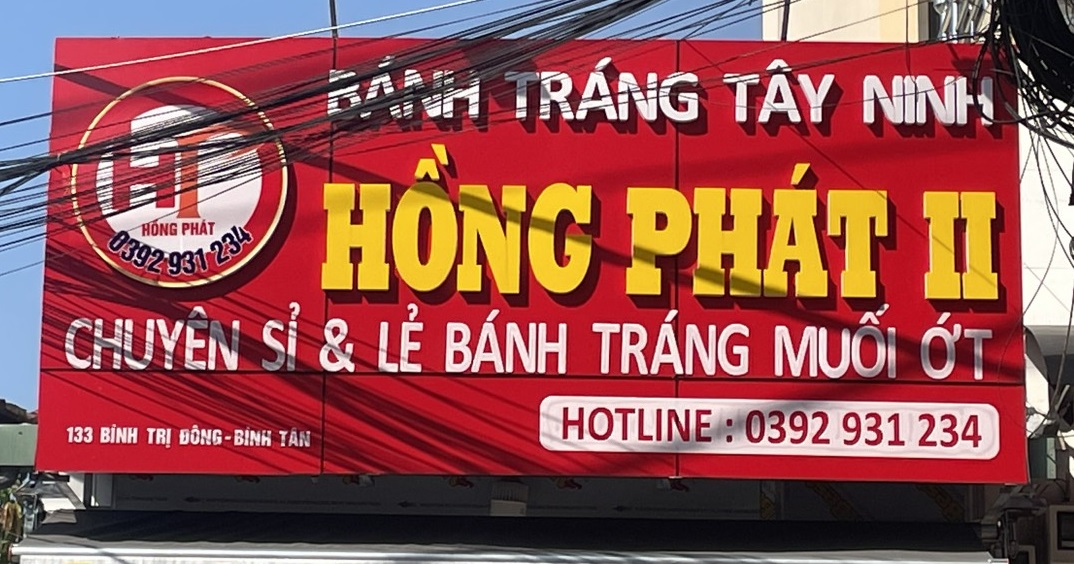 BÁNH TRÁNG TÂY NINH
HP
HỒNG PHÁT
0392 931 234
HỒNG PHÁT II
CHUYÊN SỈ & LẺ BÁNH TRÁNG MUỐI ỚT
133 BÌNH TRỊ ĐÔNG-BÌNH TÂN
HOTLINE : 0392 931 234